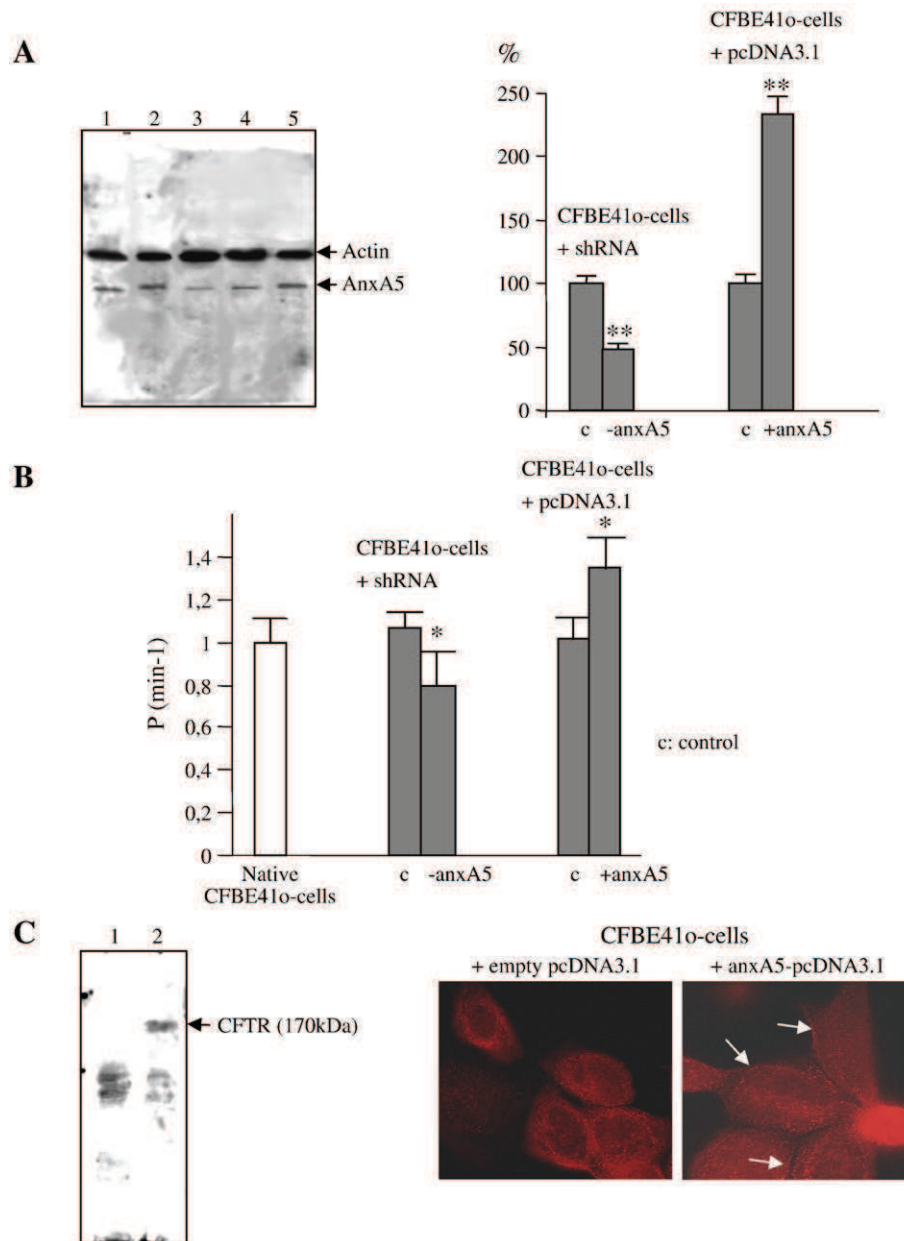 A
1 2 3 4 5
Actin
AnxA5
%
CFBE41o-cells
+ pcDNA3.1
**
250
200
150
100
50
0
CFBE41o-cells
+ shRNA
**
c -anxA5 c +anxA5
B
CFBE41o-cells
+ pcDNA3.1
*
CFBE41o-cells
+ shRNA
*
P (min-1)
1,4
1,2
1
0,8
0,6
0,4
0,2
0
c: control
Native
CFBE41o-cells
c -anxA5 c +anxA5
C
1 2
CFTR (170kDa)
CFBE41o-cells
+ empty pcDNA3.1 + anxA5-pcDNA3.1